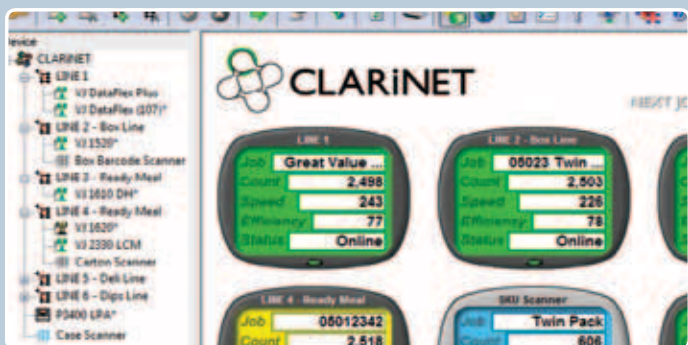 evice
CLARiNET
LINE 1
VJ DataFlex Plus
VJ DataFlex (107)*
LINE 2 - Box Line
VJ 1520*
Box Barcode Scanner
LINE 3 - Ready Meal
VJ 1610 DH*
LINE 4 - Ready Meal
VJ 1620*
VJ 2330 LCM
Carton Scanner
LINE 5 - Deli Line
LINE 6 - Dips Line
P3400 LPA*
Case Scanner
CLARiNET
NEXT JO
LINE 1
Job Great Value ...
Count 2,498
Speed 243
Efficiency 77
Status Online
LINE 2 - Box Line
Job 05023 Twin ...
Count 2,503
Speed 226
Efficiency 78
Status Online
LINE 4 - Ready Meal
Job 05012342
Count 2,518
SKU Scanner
Job Twin Pack
Count 606